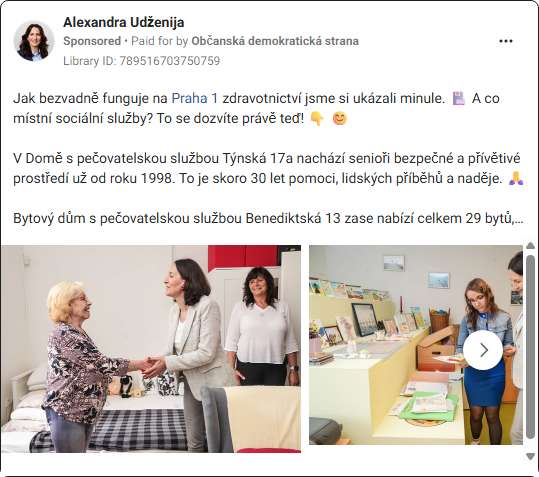 Alexandra Udženija
Sponsored • Paid for by Občanská demokratická strana
Library ID: 789516703750759
Jak bezvadně funguje na Praha 1 zdravotnictví jsme si ukázali minule. 💾 A co
místní sociální služby? To se dozvíte právě teď! 👇 😊
V Domě s pečovatelskou službou Týnská 17a nachází senioři bezpečné a přívětivé
prostředí už od roku 1998. To je skoro 30 let pomoci, lidských příběhů a naděje. 🙏
Bytový dům s pečovatelskou službou Benediktská 13 zase nabízí celkem 29 bytů,...